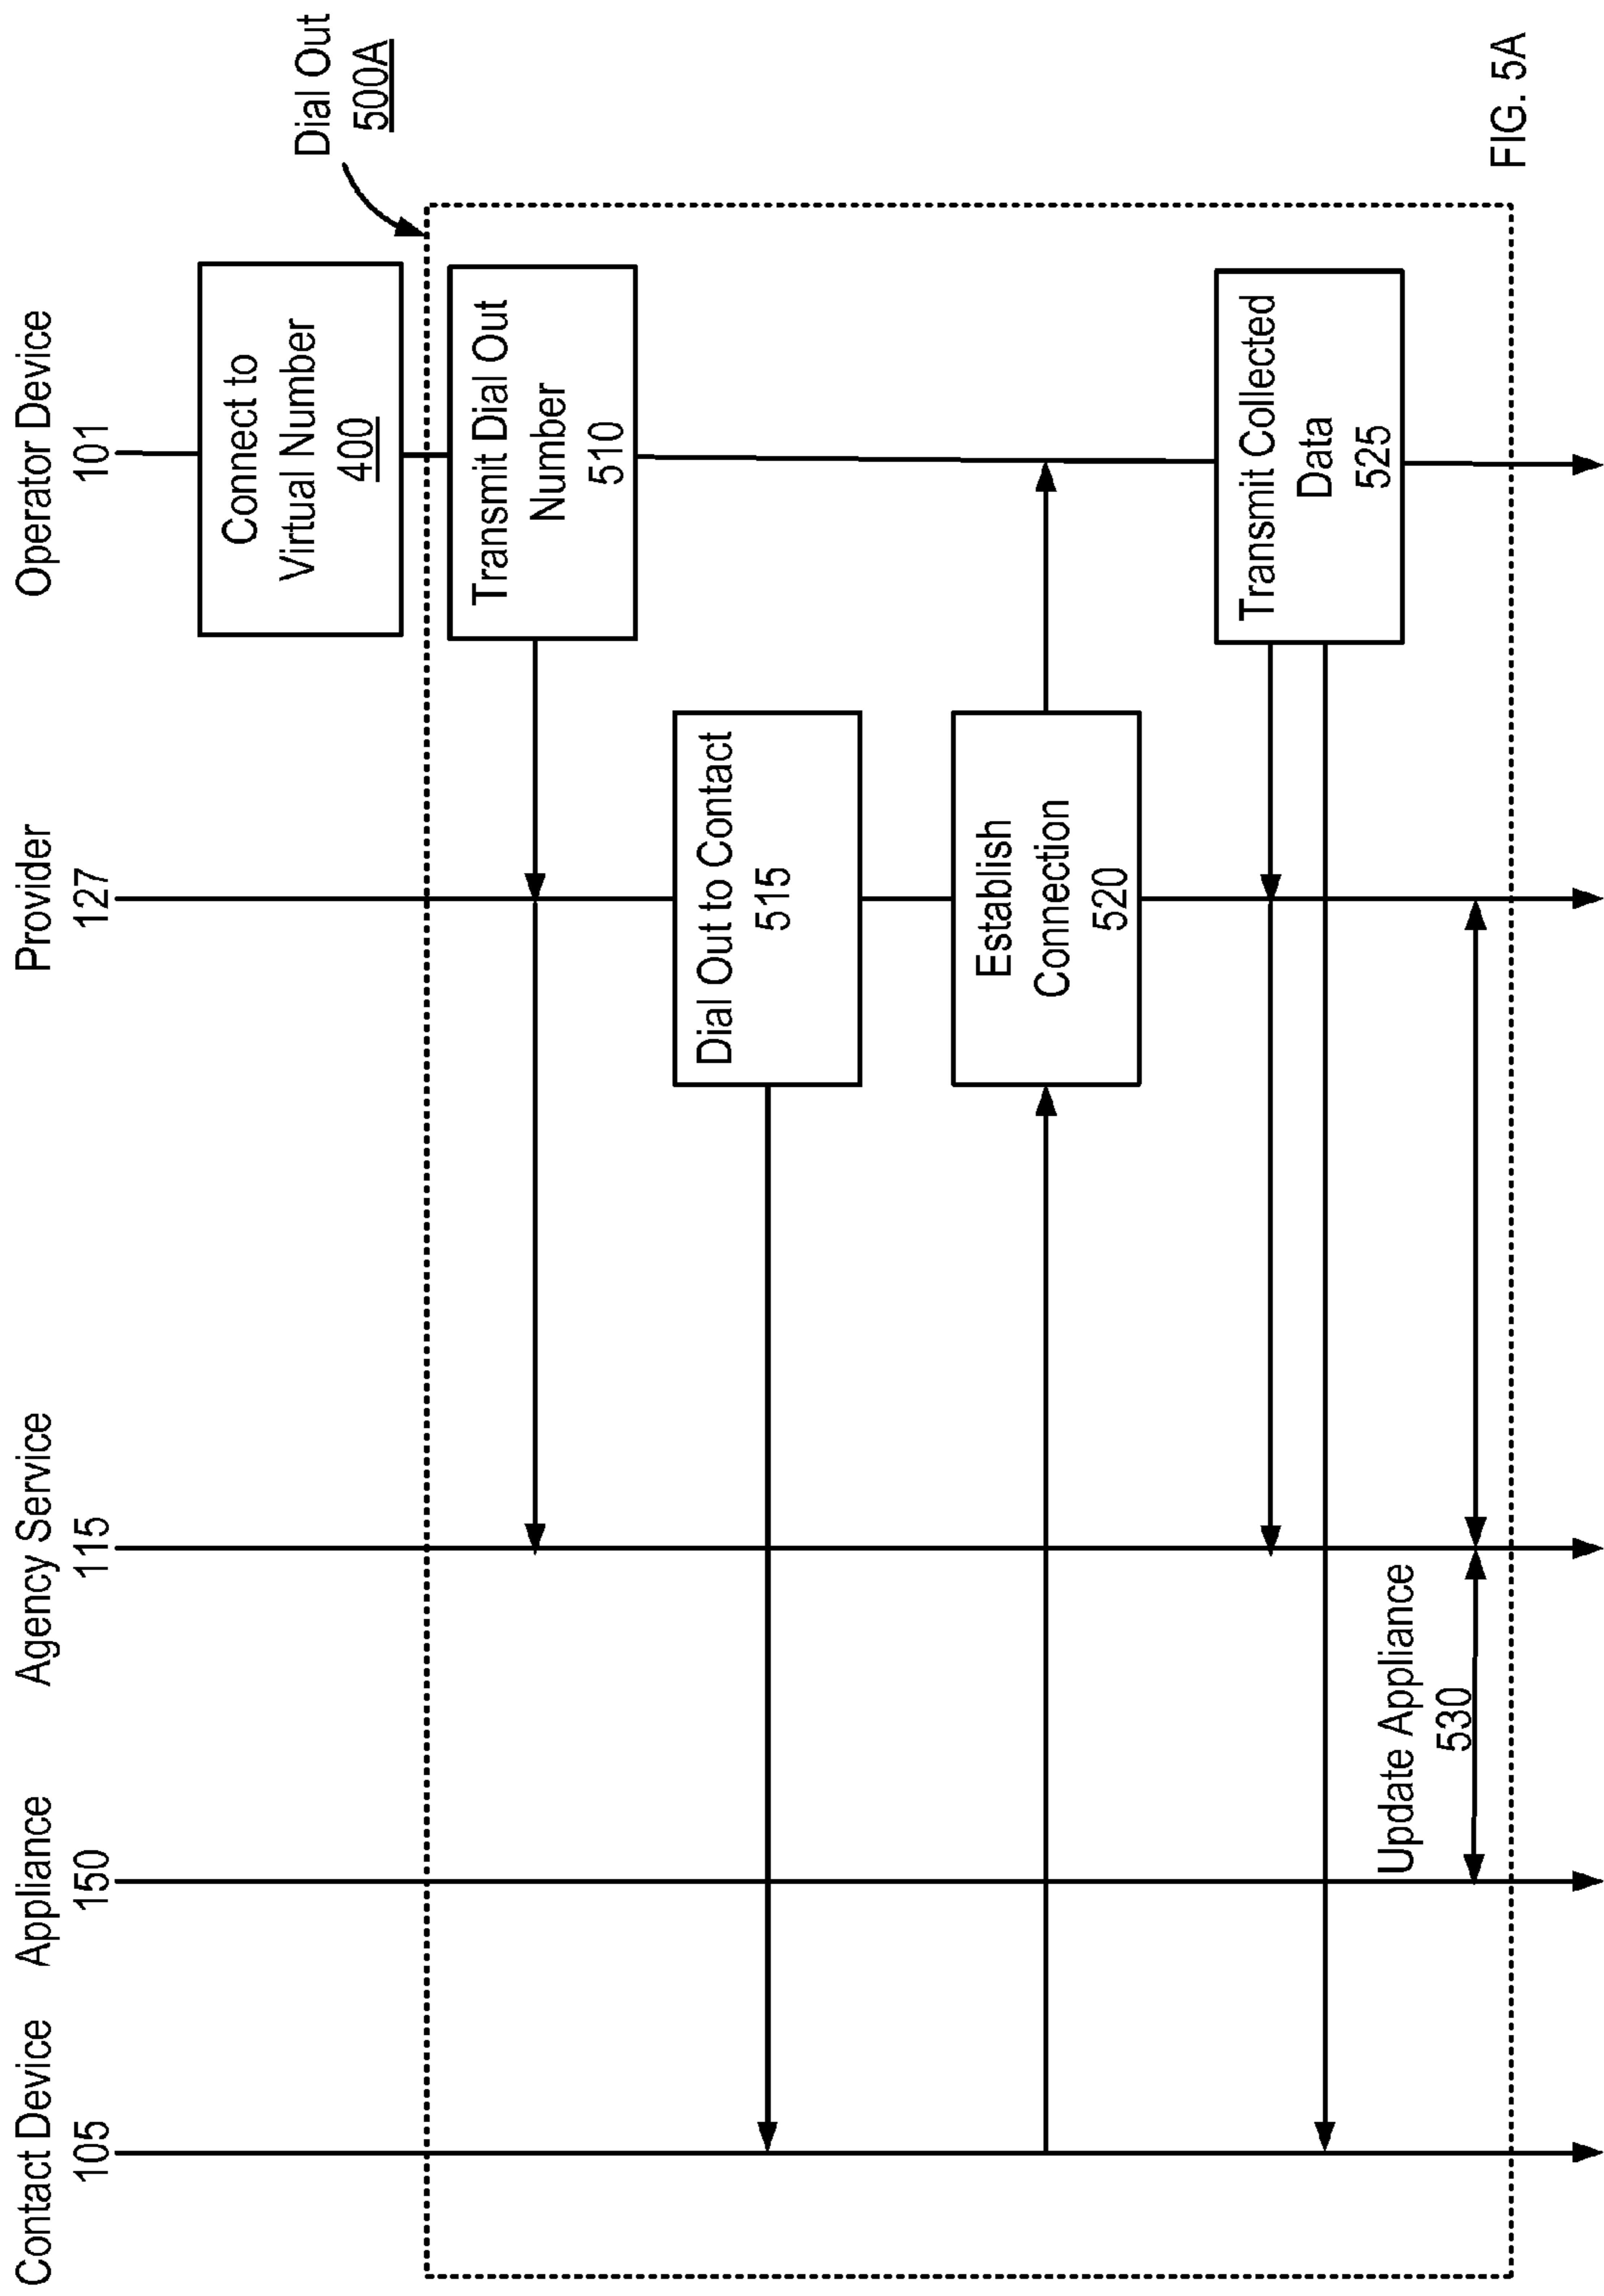 Contact Device
105
Appliance
150
Agency Service
115
Provider
127
Operator Device
101
Connect to
Virtual Number
400
Dial Out
500A
Transmit Dial Out
Number
510
Dial Out to Contact
515
Establish
Connection
520
Transmit Collected
Data
525
Update Appliance
530
FIG. 5A